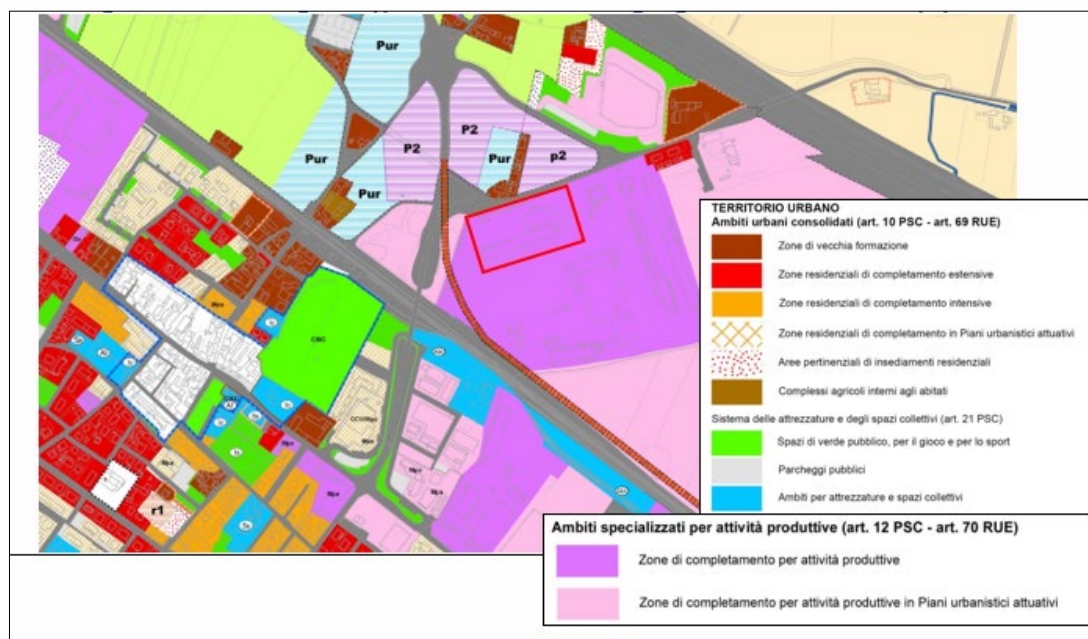 Pur
P2
P2
Pur
p2
Pur
Pur
r1
TERRITORIO URBANO
Ambiti urbani consolidati (art. 10 PSC - art. 69 RUE)
Zone di vecchia formazione
Zone residenziali di completamento estensive
Zone residenziali di completamento intensive
Zone residenziali di completamento in Piani urbanistici attuativi
Aree pertinenziali di insediamenti residenziali
Complessi agricoli interni agli abitati
Sistema delle attrezzature e degli spazi collettivi (art. 21 PSC)
Spazi di verde pubblico, per il gioco e per lo sport
Parcheggi pubblici
Ambiti per attrezzature e spazi collettivi
Ambiti specializzati per attività produttive (art. 12 PSC - art. 70 RUE)
Zone di completamento per attività produttive
Zone di completamento per attività produttive in Piani urbanistici attuativi